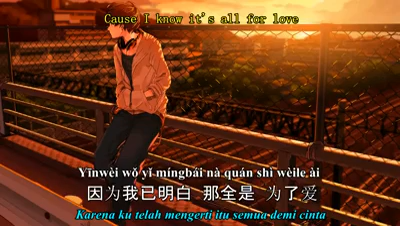 Cause I know it's all for love
Yīnwèi wǒ yǐ míngbái nà quán shì wèile ài
因为我已明白 那全是 为了爱
Karena ku telah mengerti itu semua demi cinta